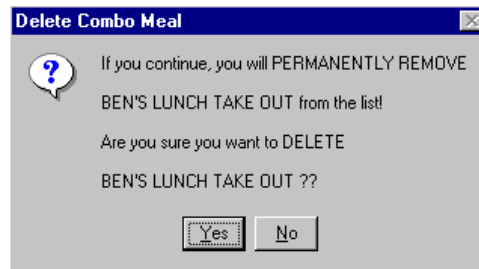 Delete Combo Meal
If you continue, you will PERMANENTLY REMOVE
BEN'S LUNCH TAKE OUT from the list!
Are you sure you want to DELETE
BEN'S LUNCH TAKE OUT ??
Yes No